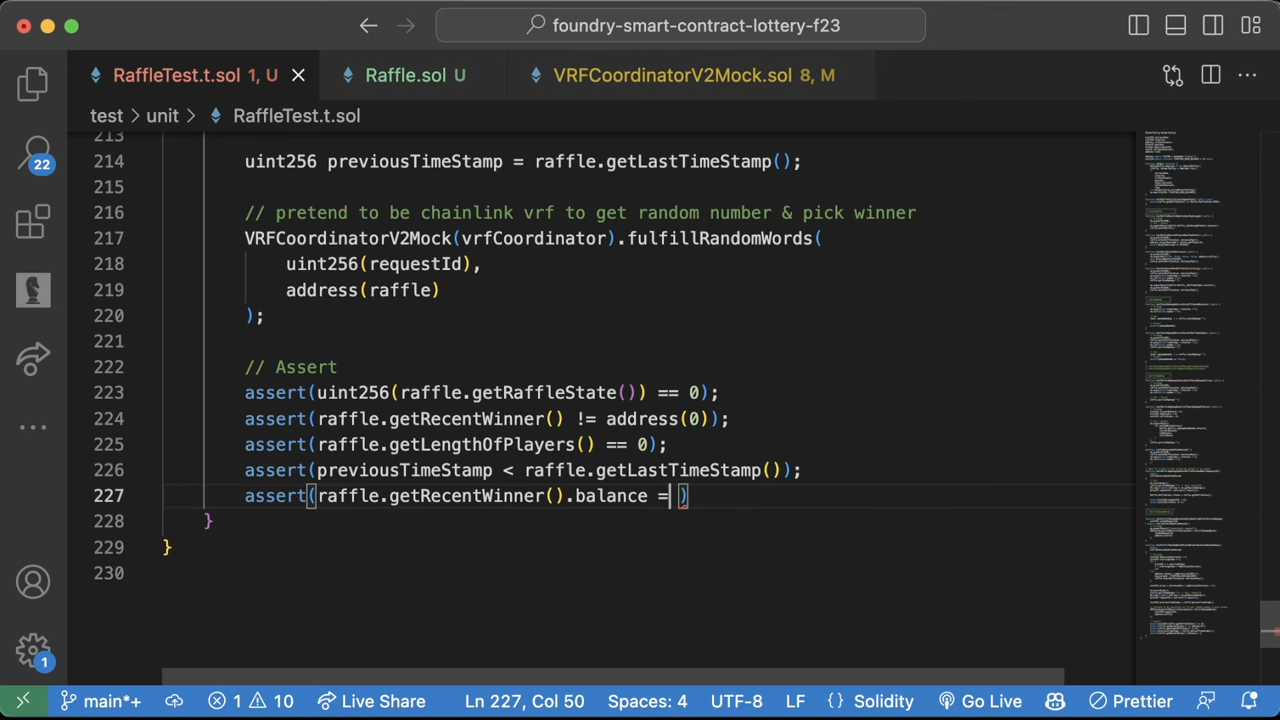 foundry-smart-contract-lottery-f23
RaffleTest.t.sol 1, U
Raffle.sol U
VRFCoordinatorV2Mock.sol 8, M
test > unit > RaffleTest.t.sol
213
214 uint256 previousTimeStamp = raffle.getLastTimeStamp();
215
216 // pretend to be chainlink vrf to get random number & pick winner
217 VRFCoordinatorV2Mock(vrfCoordinator).fulfillRandomWords(
218 uint256(requestId),
219 address(raffle)
220 );
221
222 // Assert
223 assert(uint256(raffle.getRaffleState()) == 0);
224 assert(raffle.getRecentWinner() != address(0));
225 assert(raffle.getLengthOfPlayers() == 0);
226 assert(previousTimeStamp < raffle.getLastTimeStamp());
227 assert(raffle.getRecentWinner().balance = )
228 }
229 }
230
22
1
main*+
1
10
Live Share
Ln 227, Col 50
Spaces: 4
UTF-8
LF
{} Solidity
Go Live
Prettier